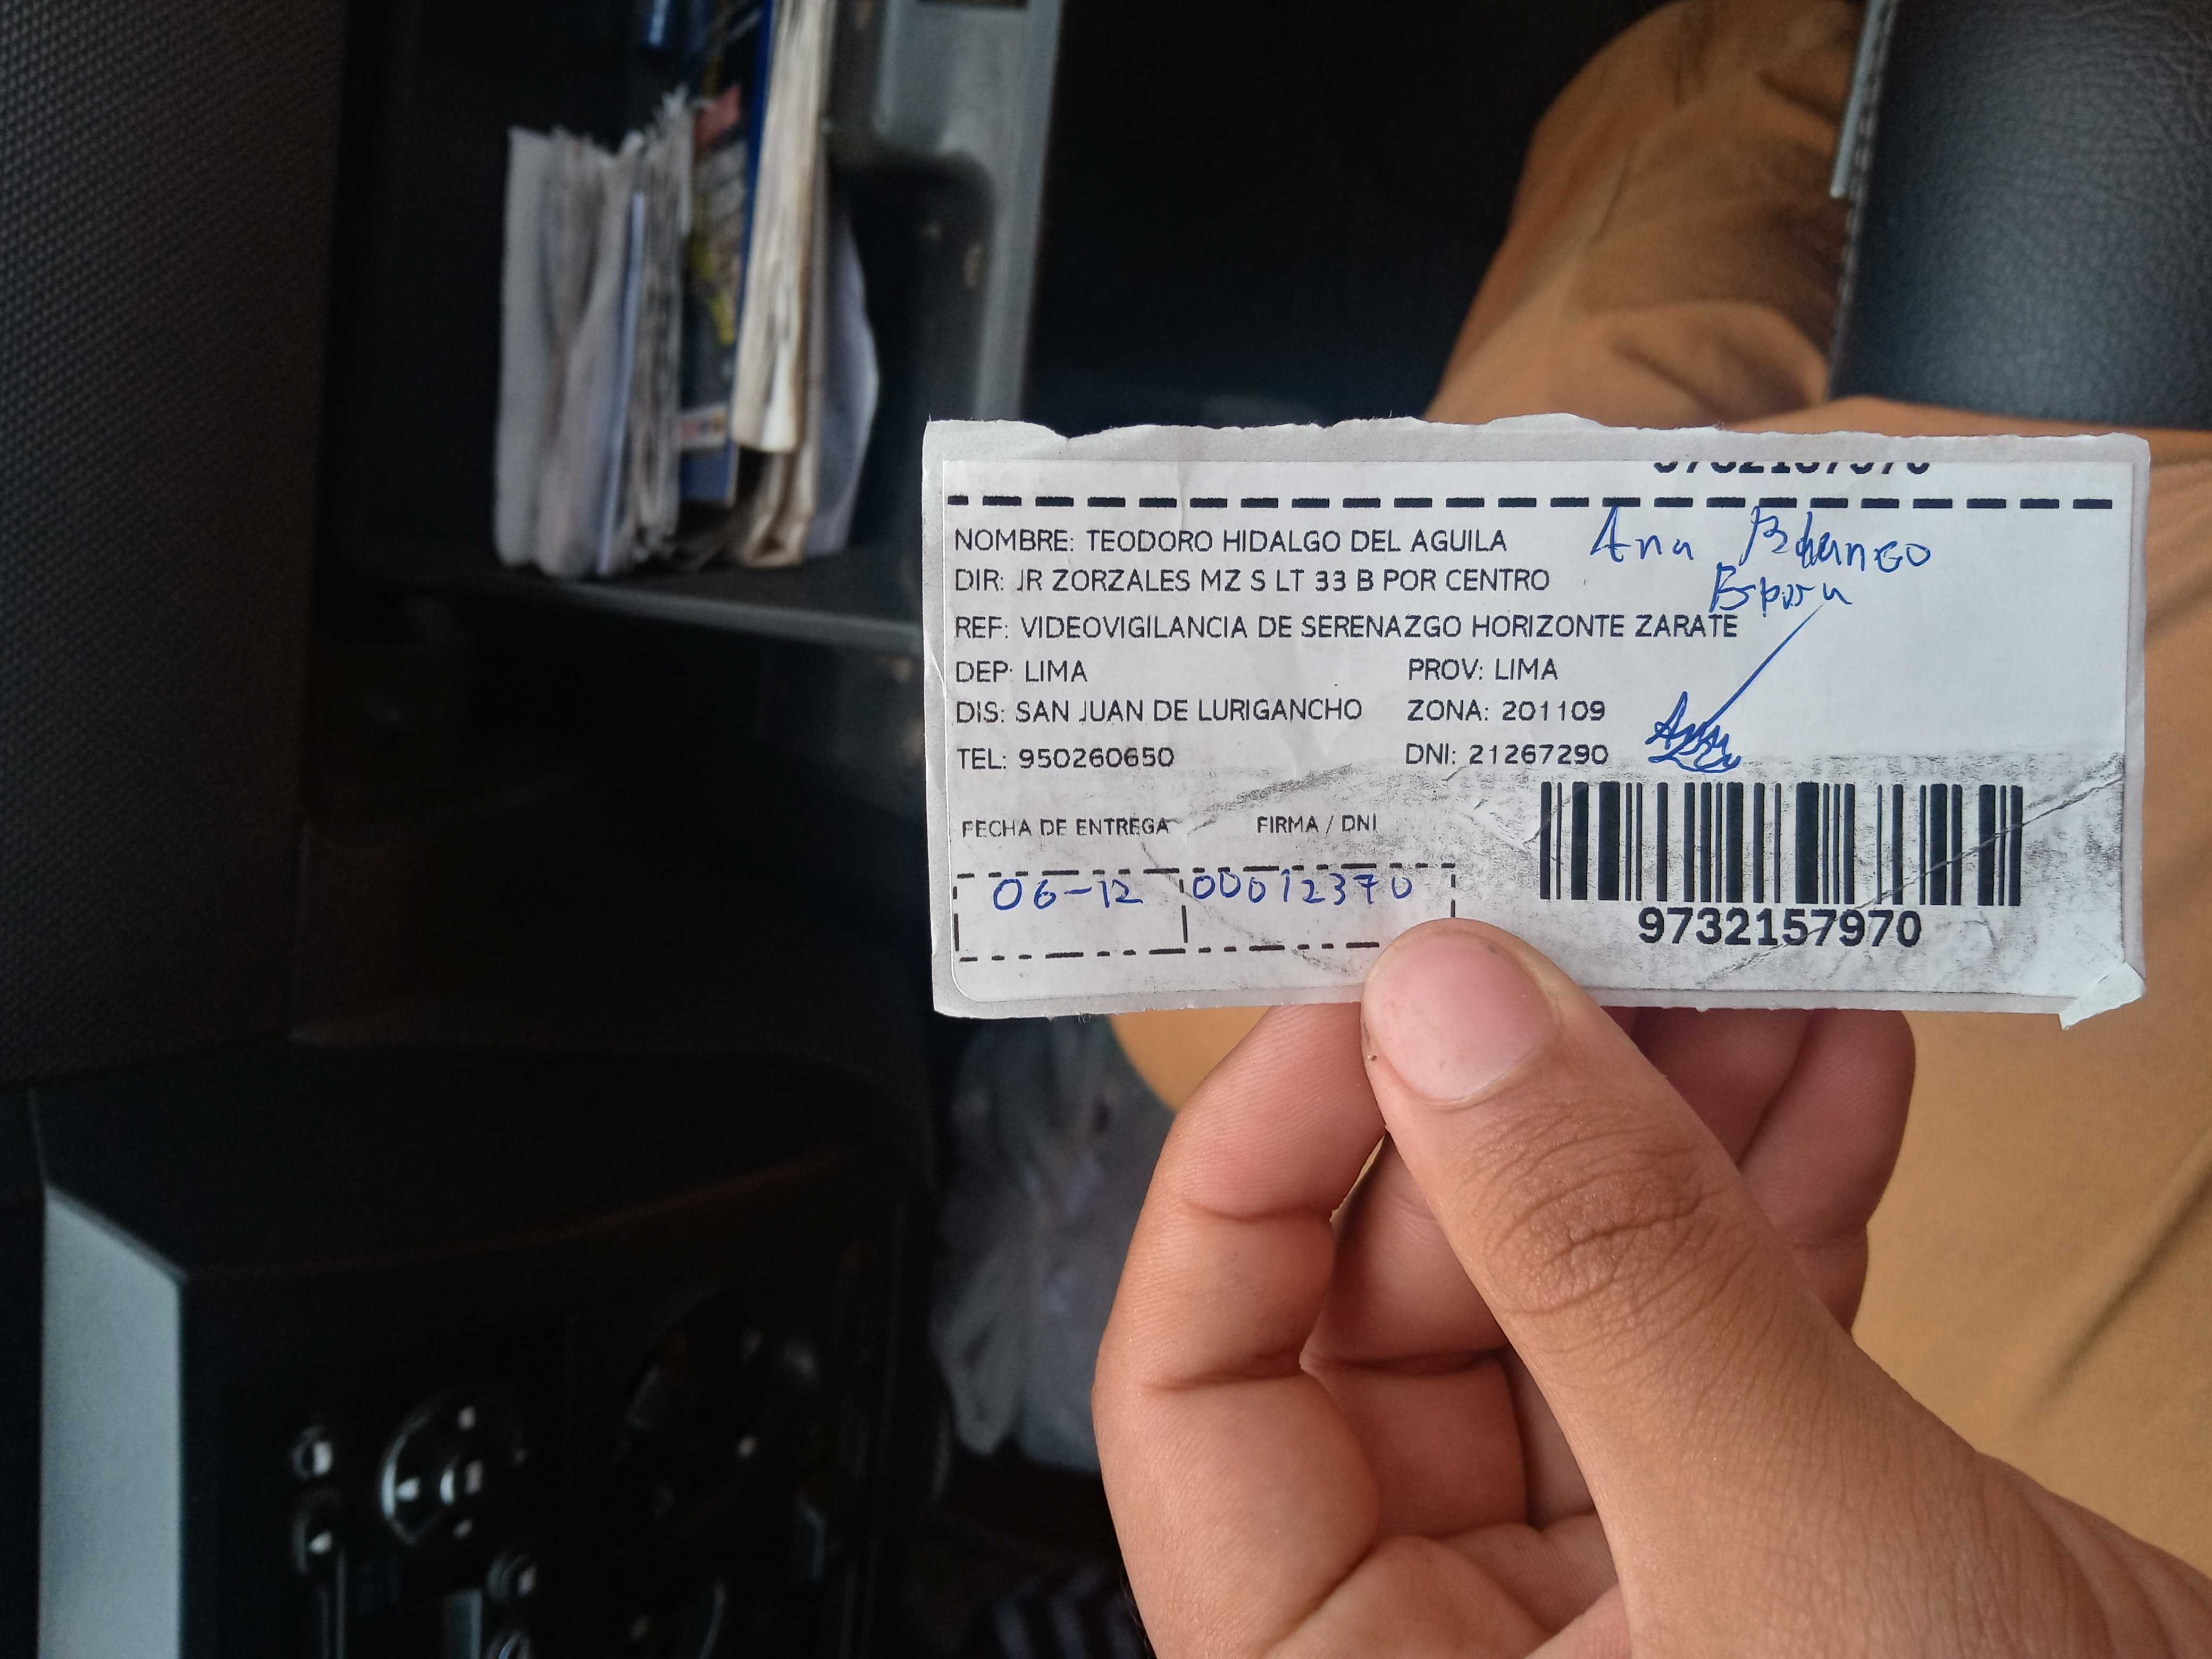 NOMBRE: TEODORO HIDALGO DEL AGUILA
Ana
DIR: JR ZORZALES MZ S LT 33 B POR CENTRO
REF: VIDEOVIGILANCIA DE SERENAZGO HORIZONTE ZARATE
DEP: LIMA PROV: LIMA
DIS: SAN JUAN DE LURIGANCHO ZONA: 201109
TEL: 950260650 DNI: 21267290
FECHA DE ENTREGA FIRMA / DNI
06-12 00012370
9732157970